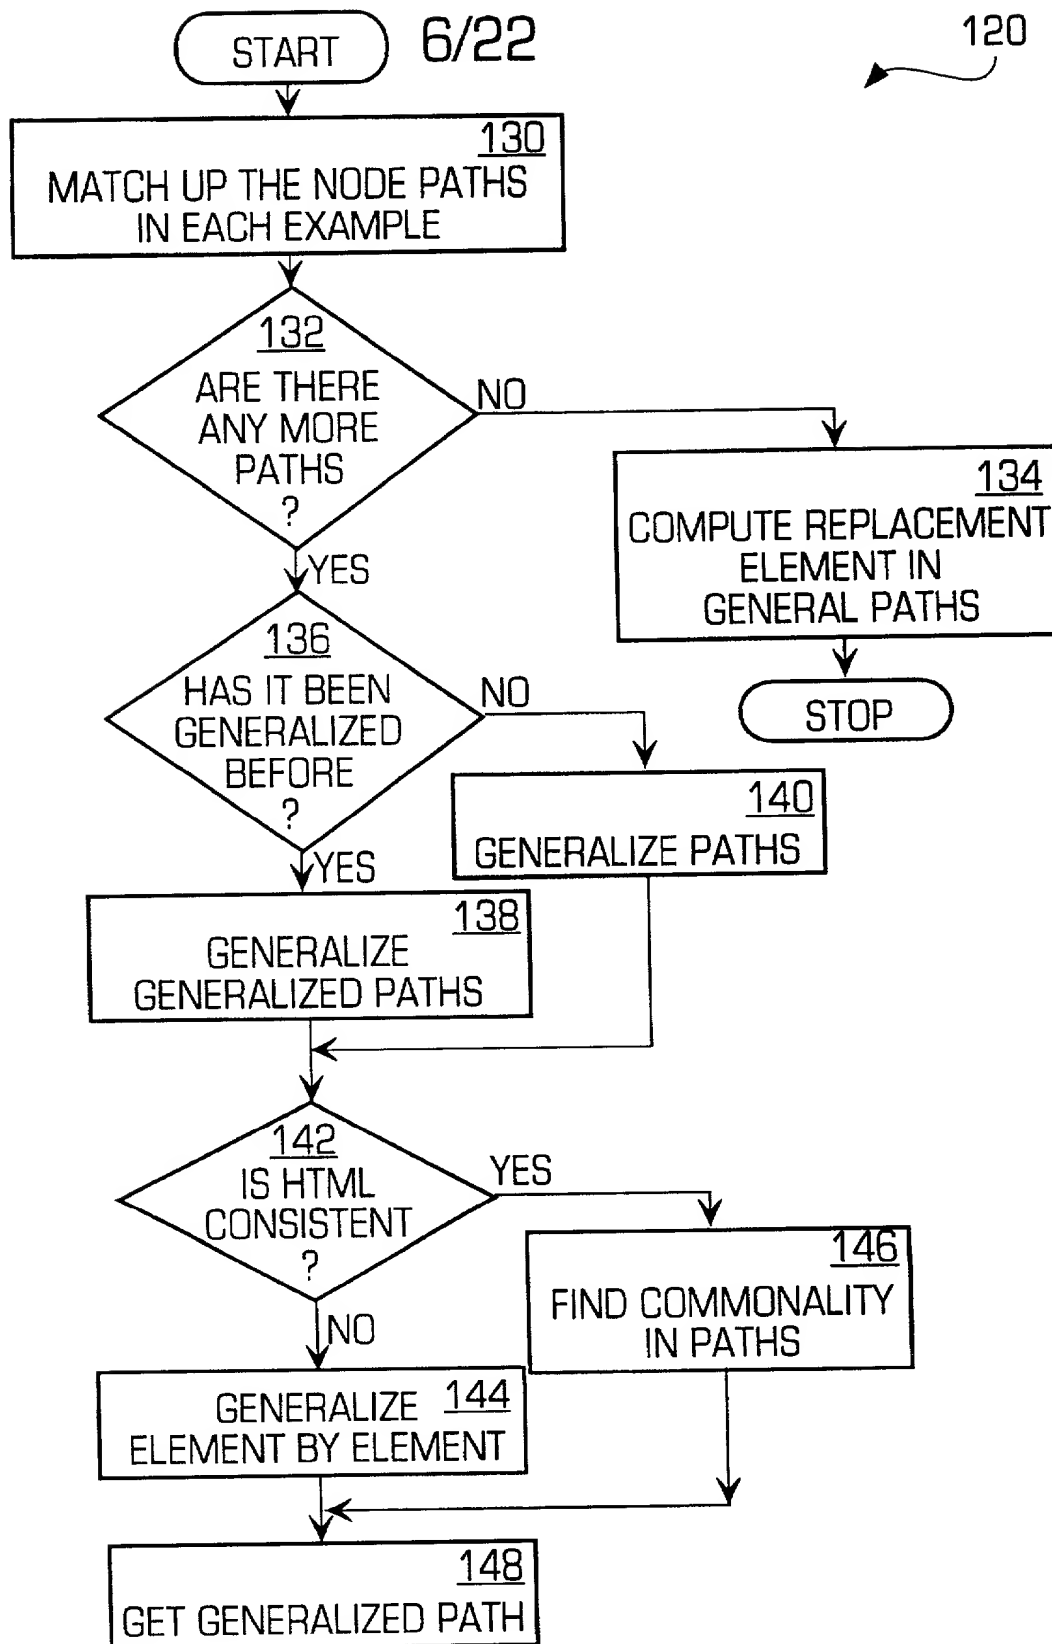 START
6/22
120
130
MATCH UP THE NODE PATHS
IN EACH EXAMPLE
132
ARE THERE
ANY MORE
PATHS
?
NO
YES
134
COMPUTE REPLACEMENT
ELEMENT IN
GENERAL PATHS
STOP
136
HAS IT BEEN
GENERALIZED
BEFORE
?
NO
YES
140
GENERALIZE PATHS
138
GENERALIZE
GENERALIZED PATHS
142
IS HTML
CONSISTENT
?
YES
NO
146
FIND COMMONALITY
IN PATHS
144
GENERALIZE
ELEMENT BY ELEMENT
148
GET GENERALIZED PATH